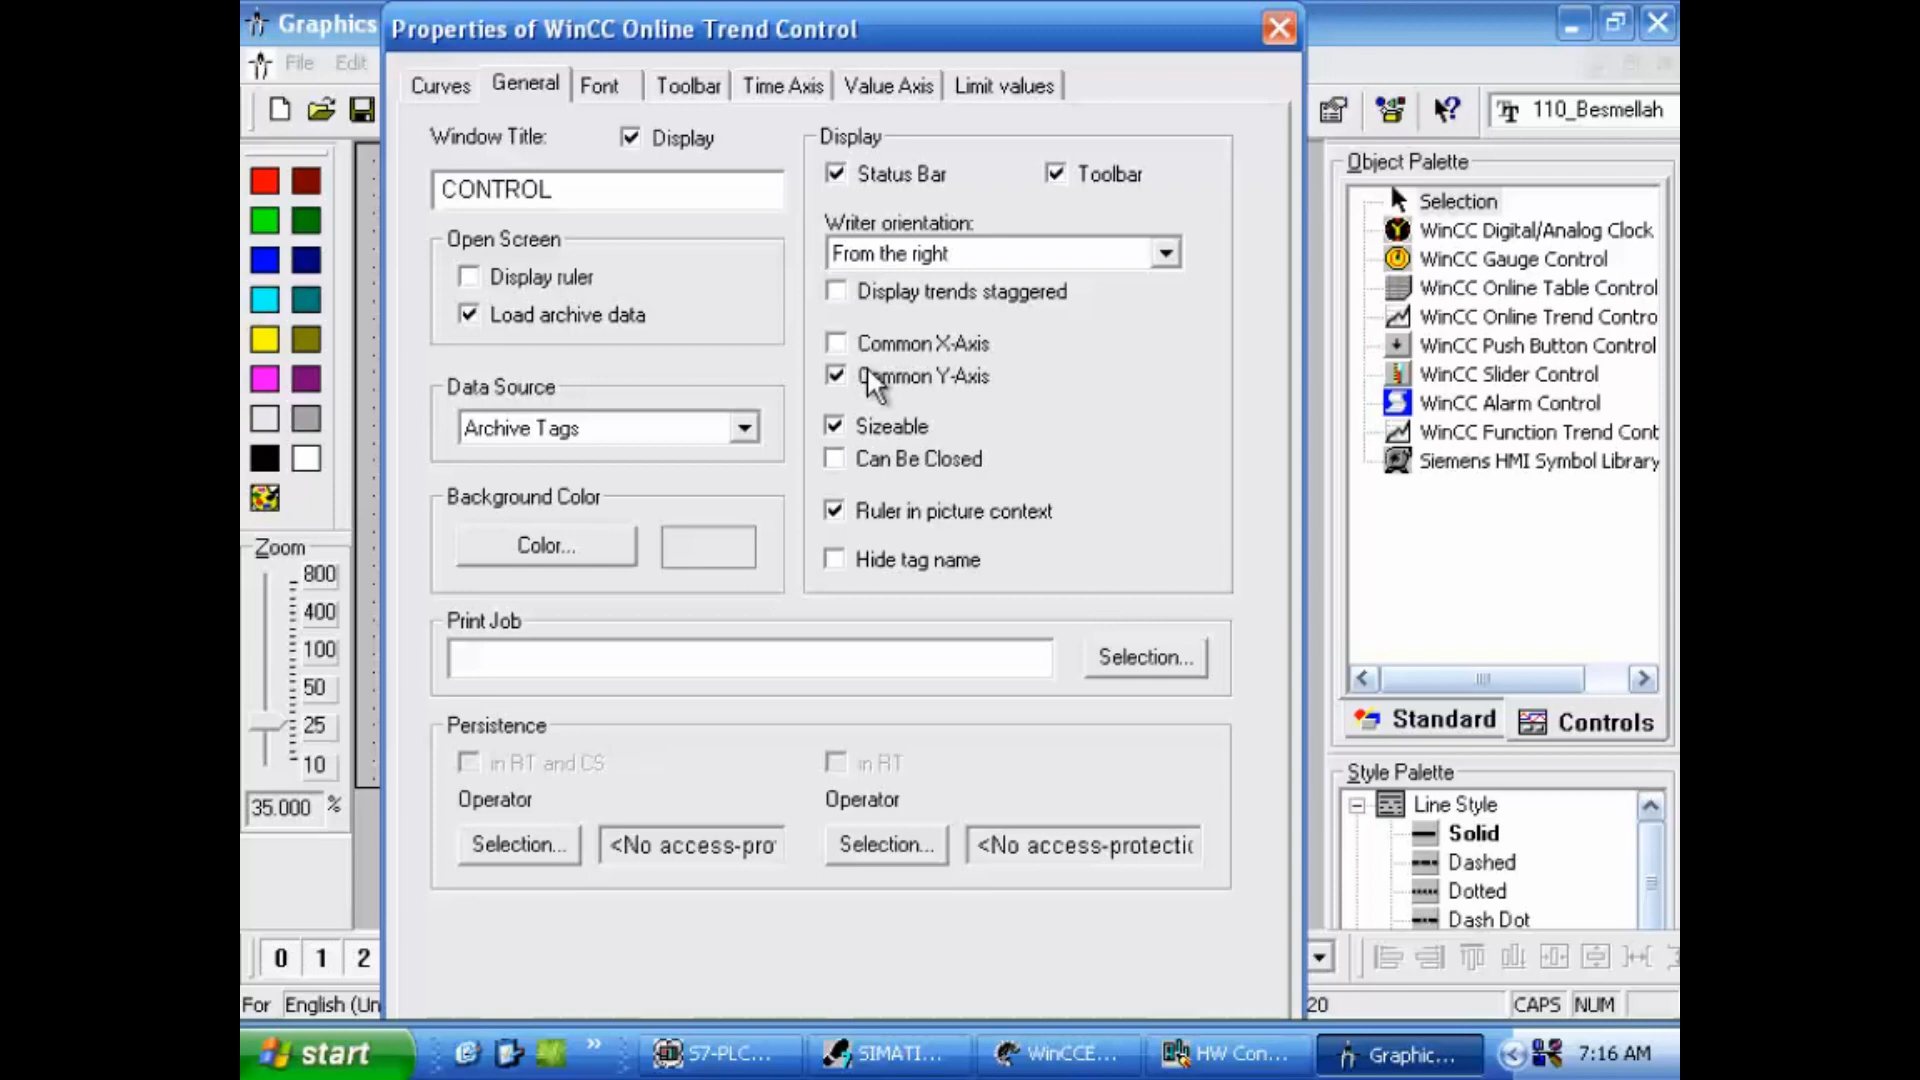 Graphics
Properties of WinCC Online Trend Control
File Edit
Curves General Font Toolbar Time Axis Value Axis Limit values
110_Besmellah
Window Title: Display
CONTROL
Open Screen
Display ruler
Load archive data
Data Source
Archive Tags
Background Color
Color...
Display
Status Bar Toolbar
Writer orientation:
From the right
Display trends staggered
Common X-Axis
Common Y-Axis
Sizeable
Can Be Closed
Ruler in picture context
Hide tag name
Print Job
Selection...
Persistence
in RT and CS in RT
Operator Operator
Selection... <No access-pro Selection... <No access-protectic
Zoom
800
400
100
50
25
10
35.000 %
Object Palette
Selection
WinCC Digital/Analog Clock
WinCC Gauge Control
WinCC Online Table Control
WinCC Online Trend Contro
WinCC Push Button Control
WinCC Slider Control
WinCC Alarm Control
WinCC Function Trend Cont
Siemens HMI Symbol Library
Standard Controls
Style Palette
Line Style
Solid
Dashed
Dotted
Dash Dot
0 1 2
For English (Un 20 CAPS NUM
start S7-PLC... SIMATI... WinCCE... HW Con... Graphic... 7:16 AM